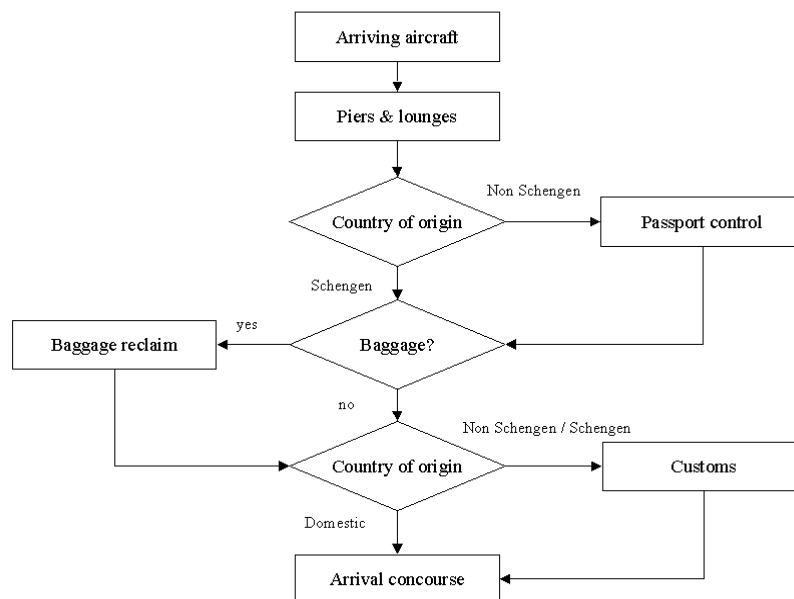 Arriving aircraft
Piers & lounges
Non Schengen
Country of origin
Passport control
Schengen
yes
Baggage reclaim
Baggage?
no
Non Schengen / Schengen
Country of origin
Customs
Domestic
Arrival concourse